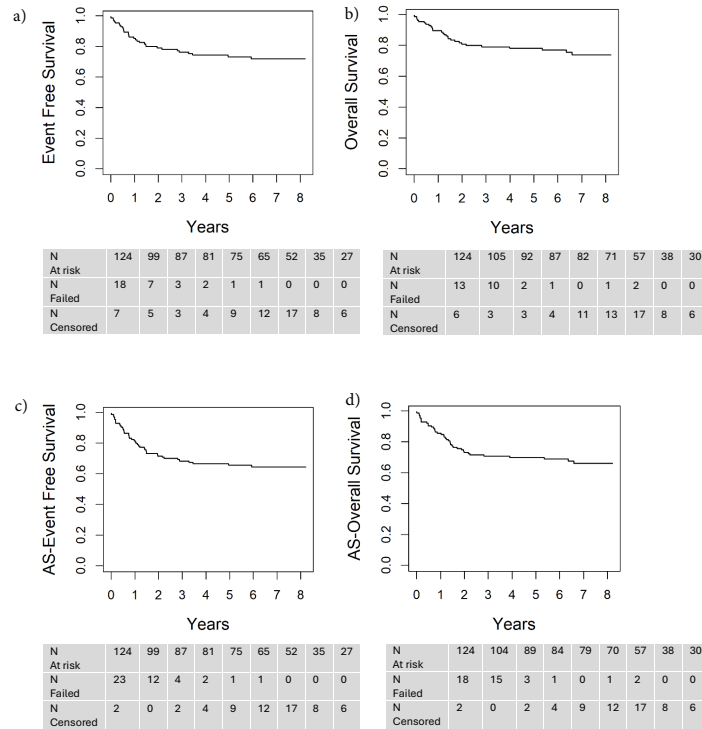 a)
Event Free Survival
0.0 0.2 0.4 0.6 0.8 1.0
0 1 2 3 4 5 6 7 8
Years
N At risk 124 99 87 81 75 65 52 35 27
N Failed 18 7 3 2 1 1 0 0 0
N Censored 7 5 3 4 9 12 17 8 6
b)
Overall Survival
0.0 0.2 0.4 0.6 0.8 1.0
0 1 2 3 4 5 6 7 8
Years
N At risk 124 105 92 87 82 71 57 38 30
N Failed 13 10 2 1 0 1 2 0 0
N Censored 6 3 3 4 11 13 17 8 6
c)
AS-Event Free Survival
0.0 0.2 0.4 0.6 0.8 1.0
0 1 2 3 4 5 6 7 8
Years
N At risk 124 99 87 81 75 65 52 35 27
N Failed 23 12 4 2 1 1 0 0 0
N Censored 2 0 2 4 9 12 17 8 6
d)
AS-Overall Survival
0.0 0.2 0.4 0.6 0.8 1.0
0 1 2 3 4 5 6 7 8
Years
N At risk 124 104 89 84 79 70 57 38 30
N Failed 18 15 3 1 0 1 2 0 0
N Censored 2 0 2 4 9 12 17 8 6